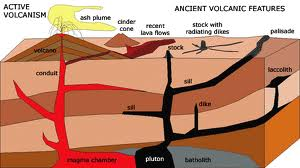 ACTIVE
VOLCANISM
ash plume
cinder
cone
ANCIENT VOLCANIC FEATURES
recent
lava flows
stock with
radiating dikes
palisade
volcano
stock
laccolith
conduit
sill
dike
sill
magma chamber
pluton
batholith